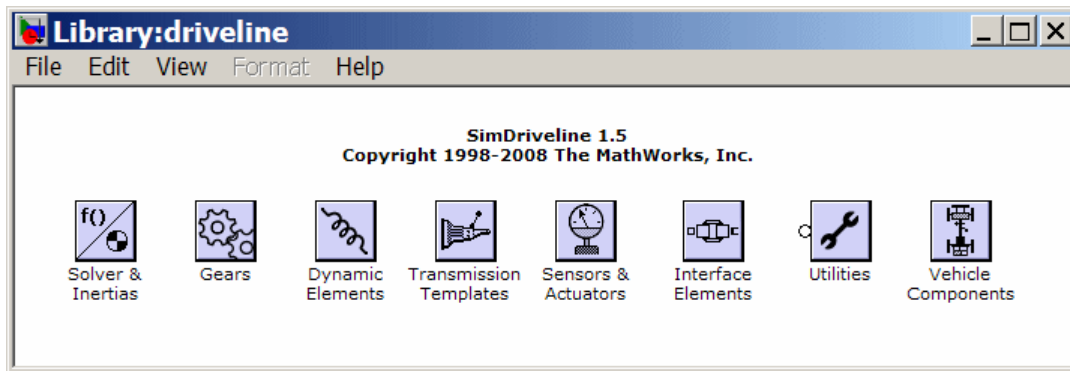 Library:driveline
File Edit View Format Help
SimDriveline 1.5
Copyright 1998-2008 The MathWorks, Inc.
f()
Solver &
Inertias
Gears
Dynamic
Elements
Transmission
Templates
Sensors &
Actuators
Interface
Elements
Utilities
Vehicle
Components